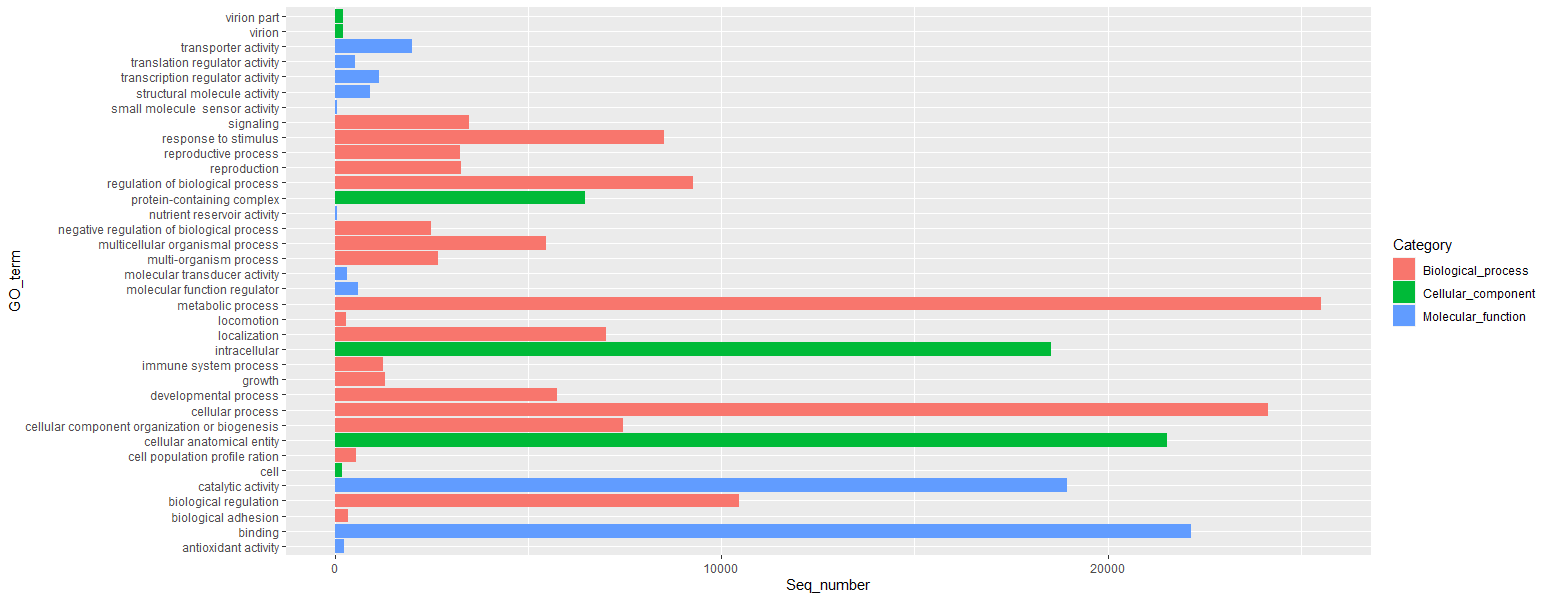 virion part
virion
transporter activity
translation regulator activity
transcription regulator activity
structural molecule activity
small molecule  sensor activity
signaling
response to stimulus
reproductive process
reproduction
regulation of biological process
protein-containing complex
nutrient reservoir activity
negative regulation of biological process
multicellular organismal process
multi-organism process
molecular transducer activity
molecular function regulator
metabolic process
locomotion
localization
intracellular
immune system process
growth
developmental process
cellular process
cellular component organization or biogenesis
cellular anatomical entity
cell population profile ration
cell
catalytic activity
biological regulation
biological adhesion
binding
antioxidant activity
GO_term
0
10000
20000
Seq_number
Category
Biological_process
Cellular_component
Molecular_function